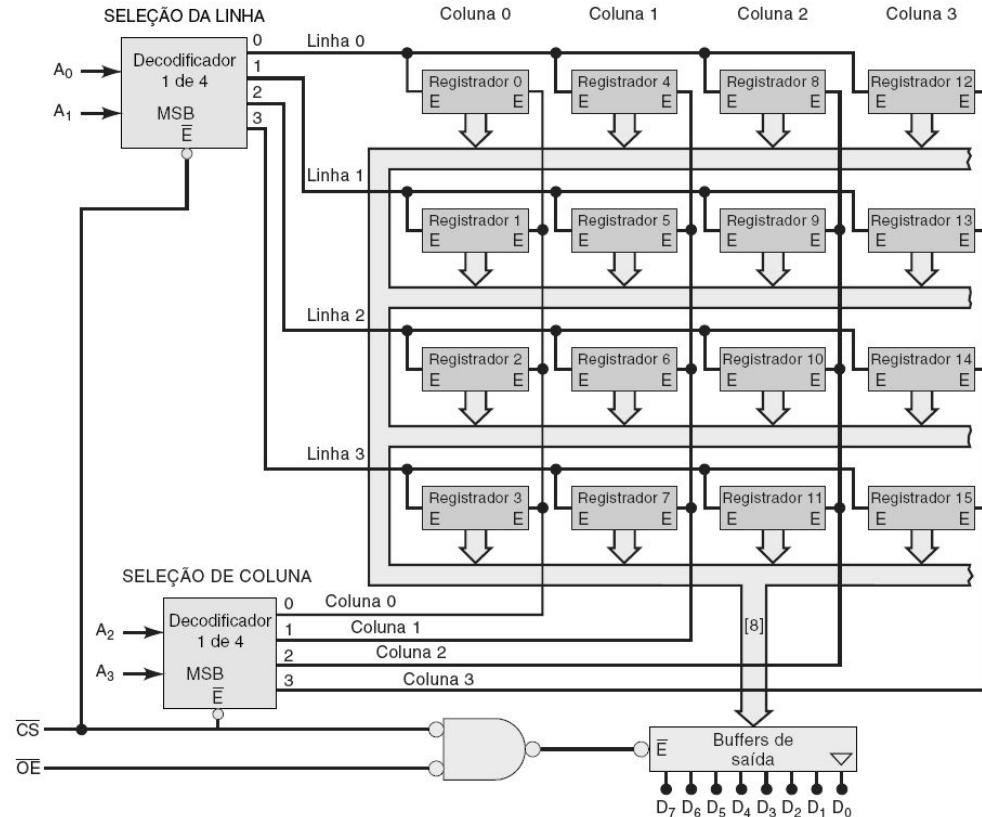 SELEÇÃO DA LINHA
Coluna 0 Coluna 1 Coluna 2 Coluna 3
A0
A1
Decodificador
1 de 4
MSB
E̅
0
1
2
3
Linha 0
Registrador 0 Registrador 4 Registrador 8 Registrador 12
E E E E E E E
Linha 1
Registrador 1 Registrador 5 Registrador 9 Registrador 13
E E E E E E E
Linha 2
Registrador 2 Registrador 6 Registrador 10 Registrador 14
E E E E E E E E
Linha 3
Registrador 3 Registrador 7 Registrador 11 Registrador 15
E E E E E E E E
SELEÇÃO DE COLUNA
A2
A3
Decodificador
1 de 4
MSB
E̅
0 Coluna 0
1 Coluna 1
2 Coluna 2
3 Coluna 3
[8]
C̅S̅
O̅E̅
E̅
Buffers de
saída
D7 D6 D5 D4 D3 D2 D1 D0